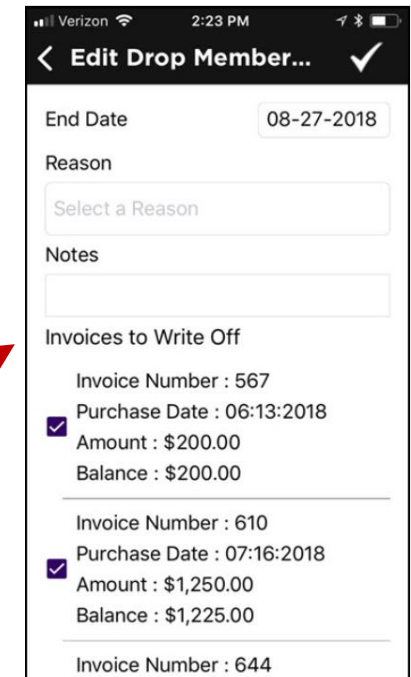 Verizon 2:23 PM
Edit Drop Member...
End Date 08-27-2018
Reason
Select a Reason
Notes
Invoices to Write Off
Invoice Number : 567
Purchase Date : 06:13:2018
Amount : $200.00
Balance : $200.00
Invoice Number : 610
Purchase Date : 07:16:2018
Amount : $1,250.00
Balance : $1,225.00
Invoice Number : 644